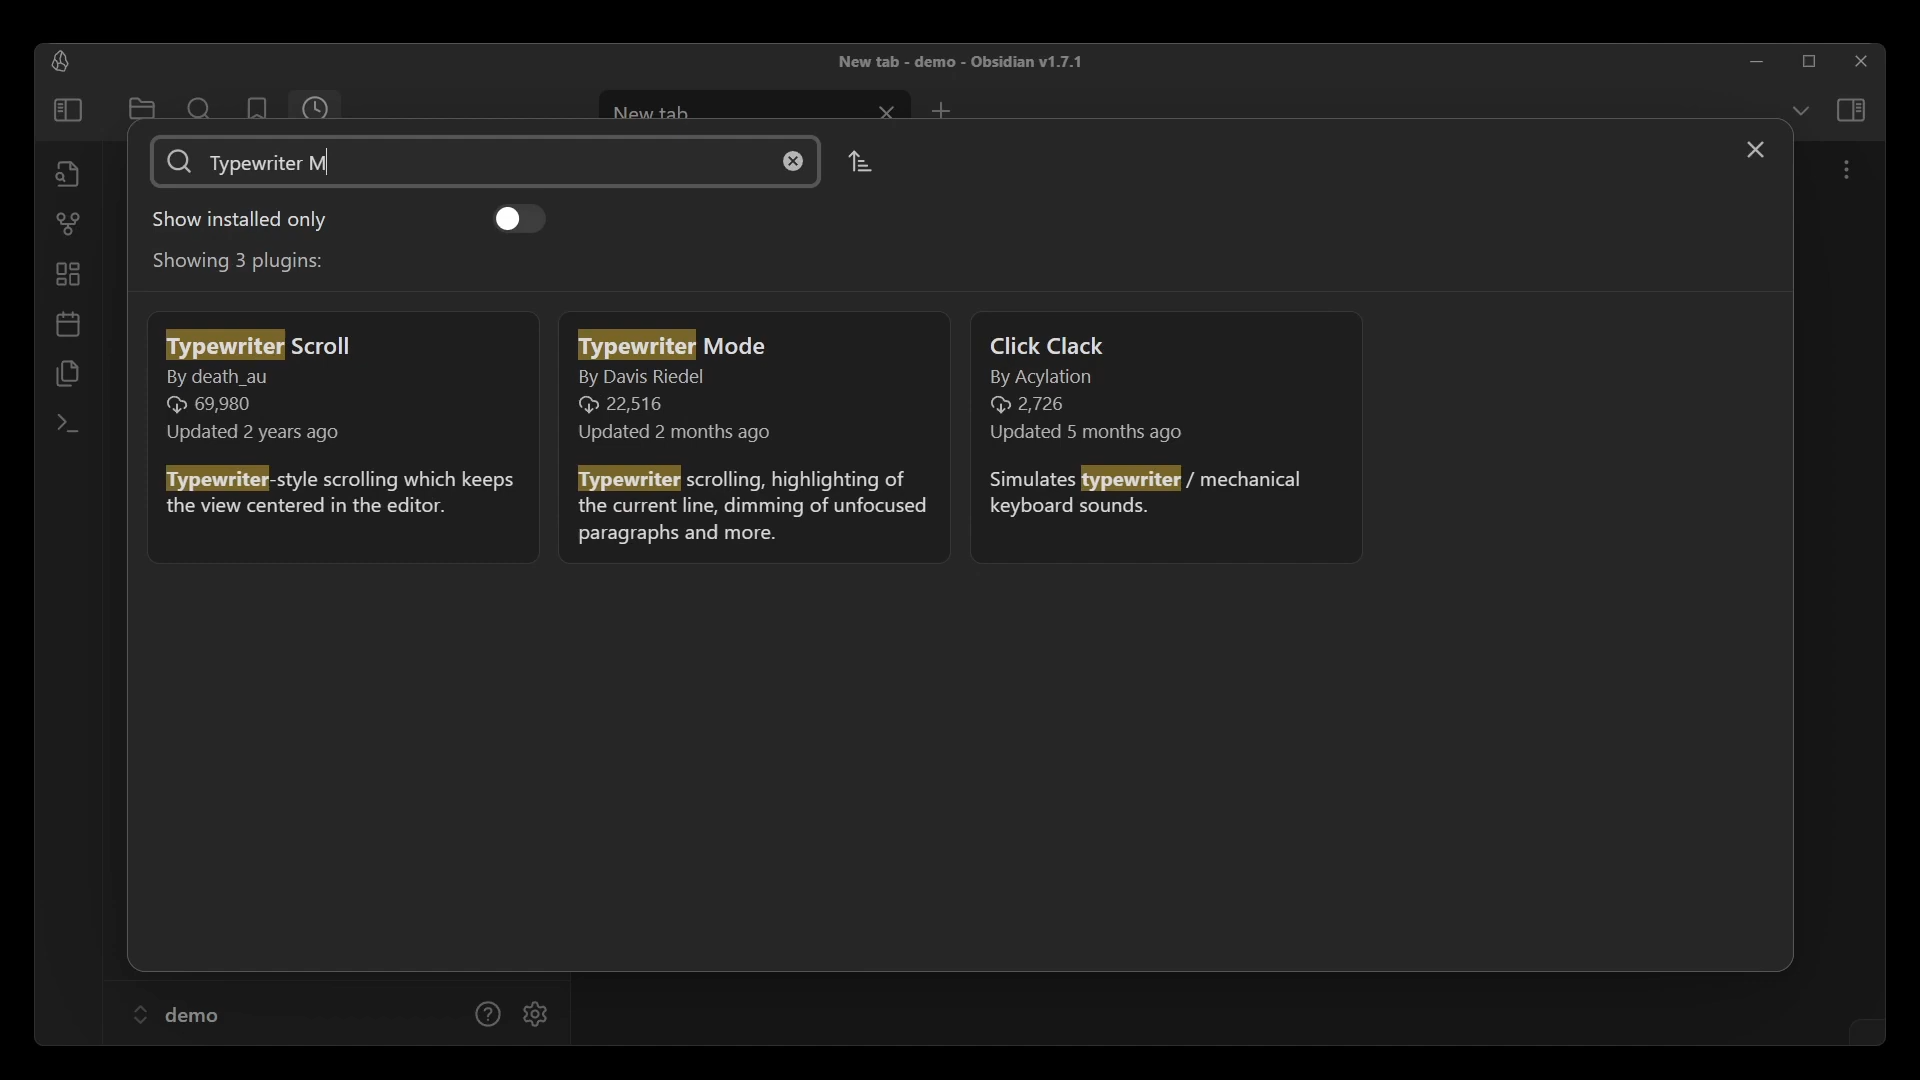 New tab - demo - Obsidian v1.7.1
New tab
Typewriter M
Show installed only
Showing 3 plugins:
Typewriter Scroll
By death_au
69,980
Updated 2 years ago
Typewriter-style scrolling which keeps
the view centered in the editor.
Typewriter Mode
By Davis Riedel
22,516
Updated 2 months ago
Typewriter scrolling, highlighting of
the current line, dimming of unfocused
paragraphs and more.
Click Clack
By Acylation
2,726
Updated 5 months ago
Simulates typewriter / mechanical
keyboard sounds.
demo